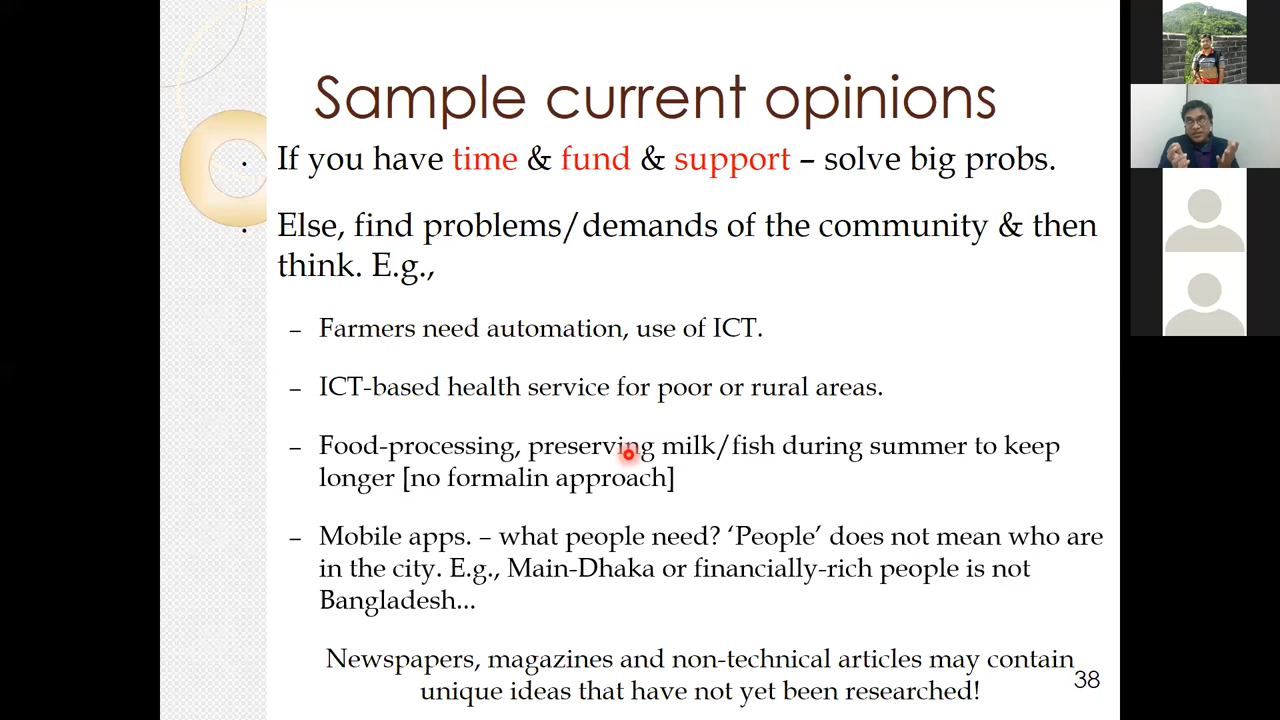 Sample current opinions
· If you have time & fund & support – solve big probs.
· Else, find problems/demands of the community & then
think. E.g.,
– Farmers need automation, use of ICT.
– ICT-based health service for poor or rural areas.
– Food-processing, preserving milk/fish during summer to keep
longer [no formalin approach]
– Mobile apps. – what people need? ‘People’ does not mean who are
in the city. E.g., Main-Dhaka or financially-rich people is not
Bangladesh...
Newspapers, magazines and non-technical articles may contain
unique ideas that have not yet been researched!
38